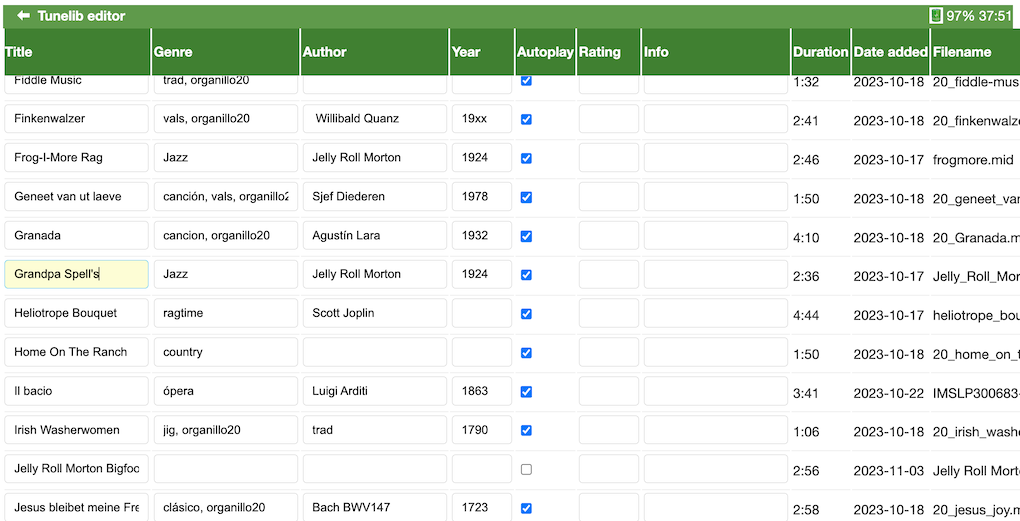 Tunelib editor 97% 37:51
Title Genre Author Year Autoplay Rating Info Duration Date added Filename
Fiddle Music trad, organillo20 1:32 2023-10-18 20_fiddle-mus
Finkenwalzer vals, organillo20 Willibald Quanz 19xx 2:41 2023-10-18 20_finkenwalze
Frog-I-More Rag Jazz Jelly Roll Morton 1924 2:46 2023-10-17 frogmore.mid
Geneet van ut laeve canción, vals, organillo2 Sjef Diederen 1978 1:50 2023-10-18 20_geneet_var
Granada cancion, organillo20 Agustín Lara 1932 4:10 2023-10-18 20_Granada.m
Grandpa Spell's Jazz Jelly Roll Morton 1924 2:36 2023-10-17 Jelly_Roll_Mor
Heliotrope Bouquet ragtime Scott Joplin 4:44 2023-10-17 heliotrope_bou
Home On The Ranch country 1:50 2023-10-18 20_home_on_t
Il bacio ópera Luigi Arditi 1863 3:41 2023-10-22 IMSLP300683-
Irish Washerwomen jig, organillo20 trad 1790 1:06 2023-10-18 20_irish_washe
Jelly Roll Morton Bigfoo 2:56 2023-11-03 Jelly Roll Mort
Jesus bleibet meine Fre clásico, organillo20 Bach BWV147 1723 2:58 2023-10-18 20_jesus_joy.m